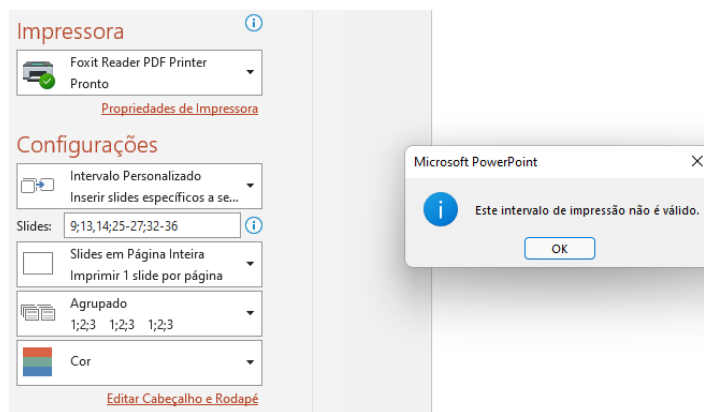 Impressora
Foxit Reader PDF Printer
Pronto
Propriedades de Impressora
Configurações
Intervalo Personalizado
Inserir slides específicos a se...
Slides: 9;13,14;25-27;32-36
Slides em Página Inteira
Imprimir 1 slide por página
Agrupado
1;2;3 1;2;3 1;2;3
Cor
Editar Cabeçalho e Rodapé
Microsoft PowerPoint
Este intervalo de impressão não é válido.
OK